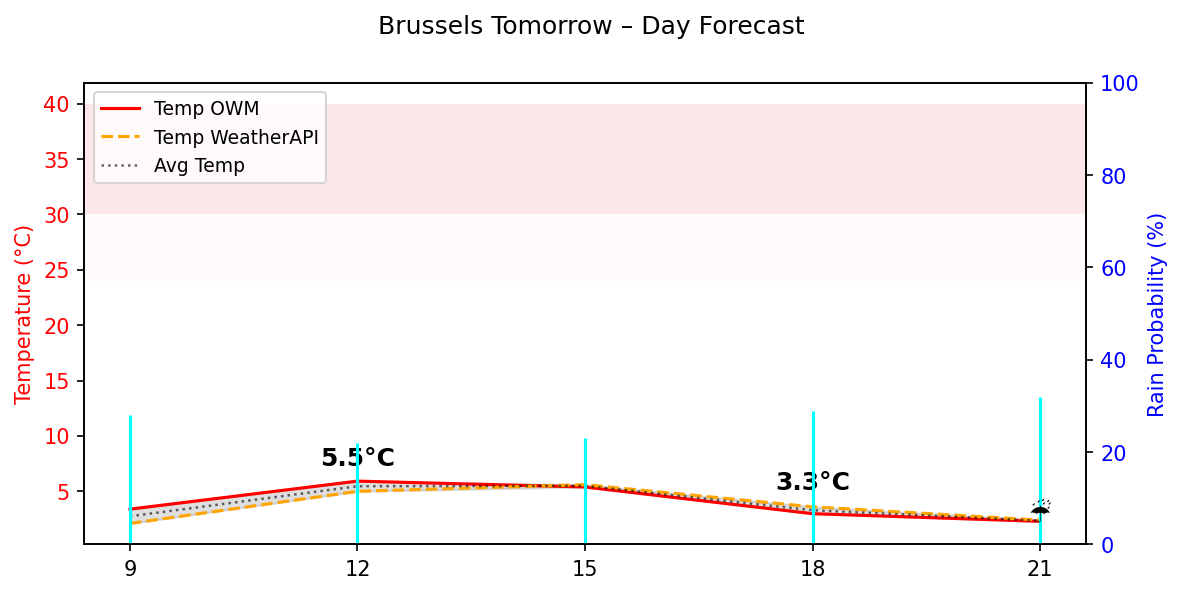 Brussels Tomorrow – Day Forecast
Temp OWM
Temp WeatherAPI
Avg Temp
Temperature (°C)
40
35
30
25
20
15
10
5
5.5°C
3.3°C
9
12
15
18
21
100
80
60
40
20
0
Rain Probability (%)